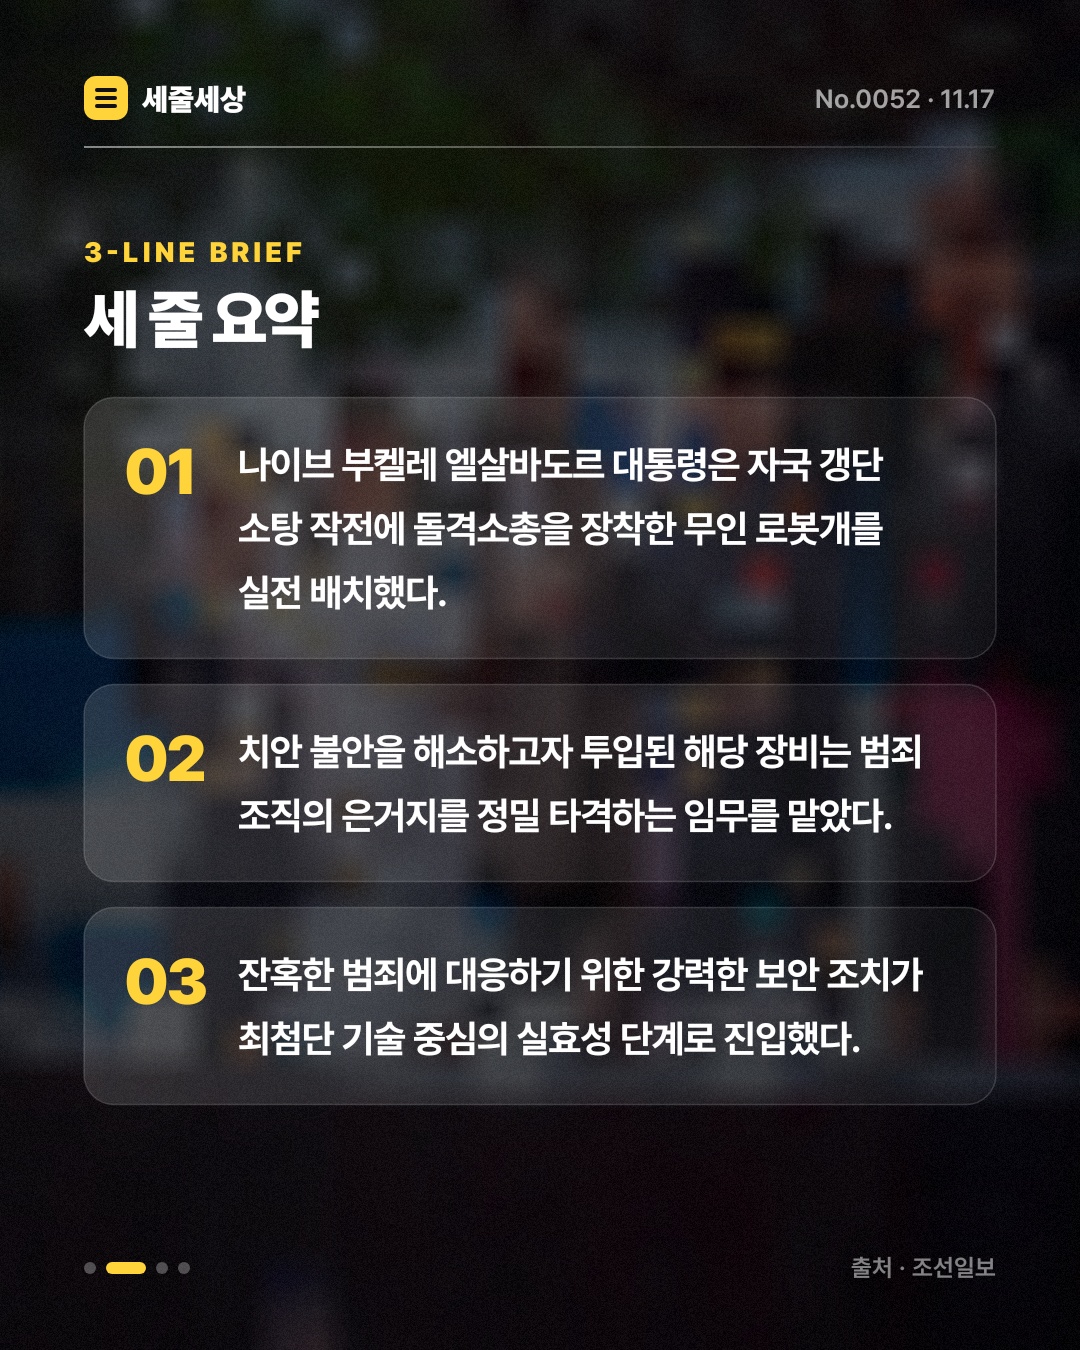 세줄세상
No.0052 · 11.17
3-LINE BRIEF
세 줄 요약
01
나이브 부켈레 엘살바도르 대통령은 자국 갱단
소탕 작전에 돌격소총을 장착한 무인 로봇개를
실전 배치했다.
02
치안 불안을 해소하고자 투입된 해당 장비는 범죄
조직의 은거지를 정밀 타격하는 임무를 맡았다.
03
잔혹한 범죄에 대응하기 위한 강력한 보안 조치가
최첨단 기술 중심의 실효성 단계로 진입했다.
출처 · 조선일보